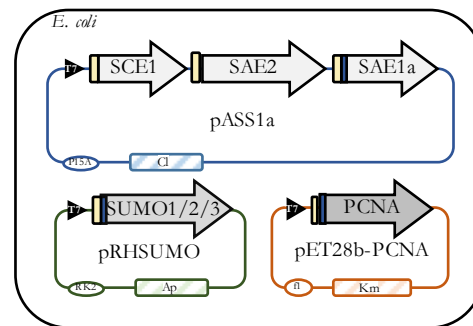 E. coli
T7 SCE1 SAE2 SAE1a
pASS1a
P15A Cl
T7 SUMO1/2/3
pRHSUMO
RK2 Ap
T7 PCNA
pET28b-PCNA
f1 Km